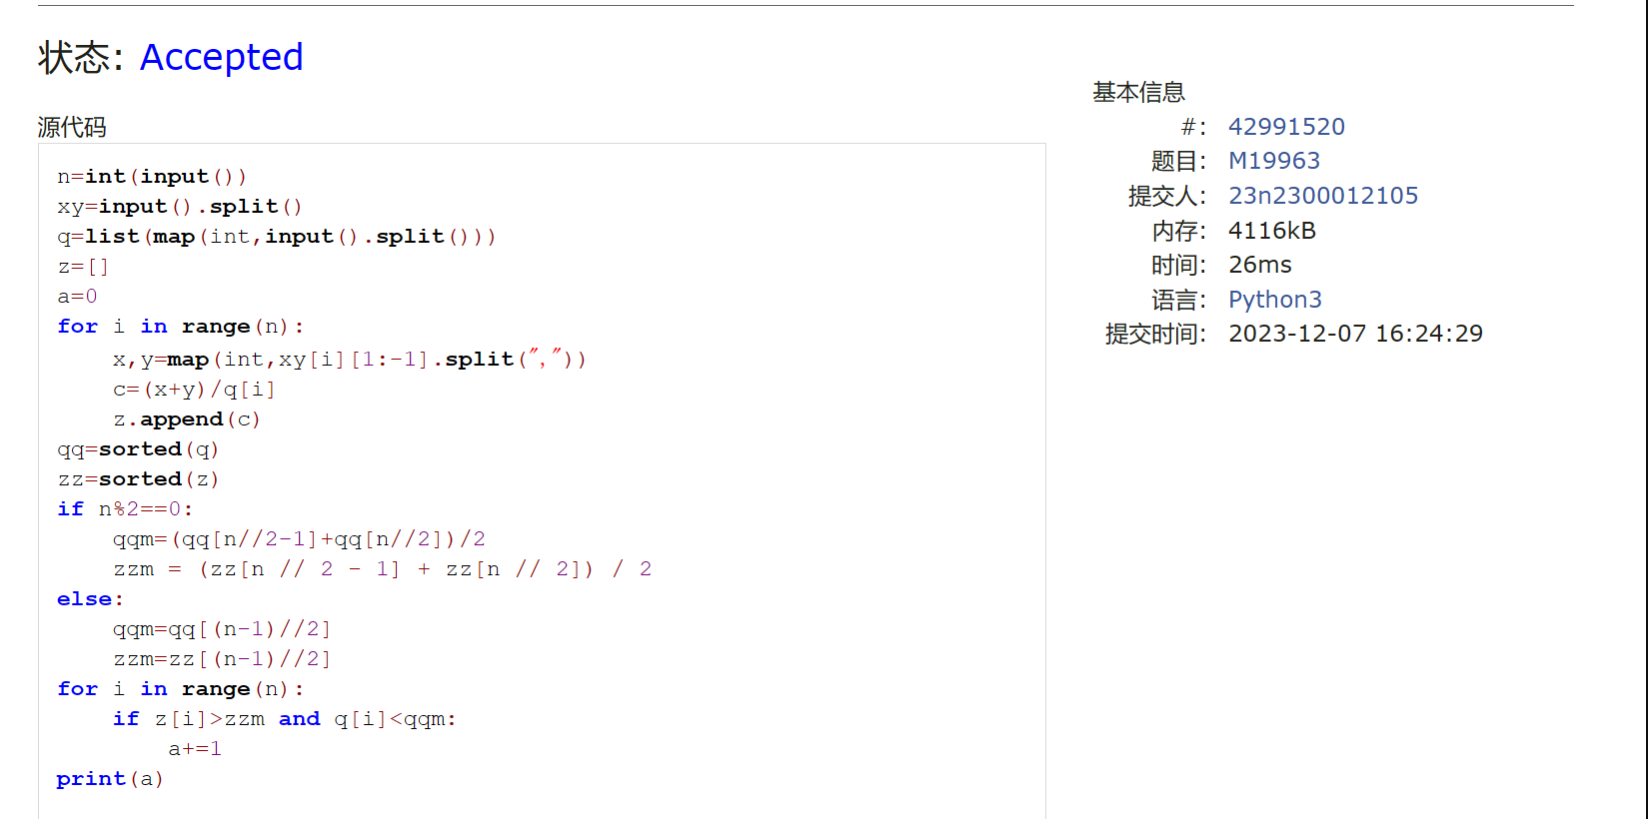 状态: Accepted
源代码
n=int(input())
xy=input().split()
q=list(map(int,input().split()))
z=[]
a=0
for i in range(n):
    x,y=map(int,xy[i][1:-1].split(","))
    c=(x+y)/q[i]
    z.append(c)
qq=sorted(q)
zz=sorted(z)
if n%2==0:
    qqm=(qq[n//2-1]+qq[n//2])/2
    zzm = (zz[n // 2 - 1] + zz[n // 2]) / 2
else:
    qqm=qq[(n-1)//2]
    zzm=zz[(n-1)//2]
for i in range(n):
    if z[i]>zzm and q[i]<qqm:
        a+=1
print(a)
基本信息
#: 42991520
题目: M19963
提交人: 23n2300012105
内存: 4116kB
时间: 26ms
语言: Python3
提交时间: 2023-12-07 16:24:29